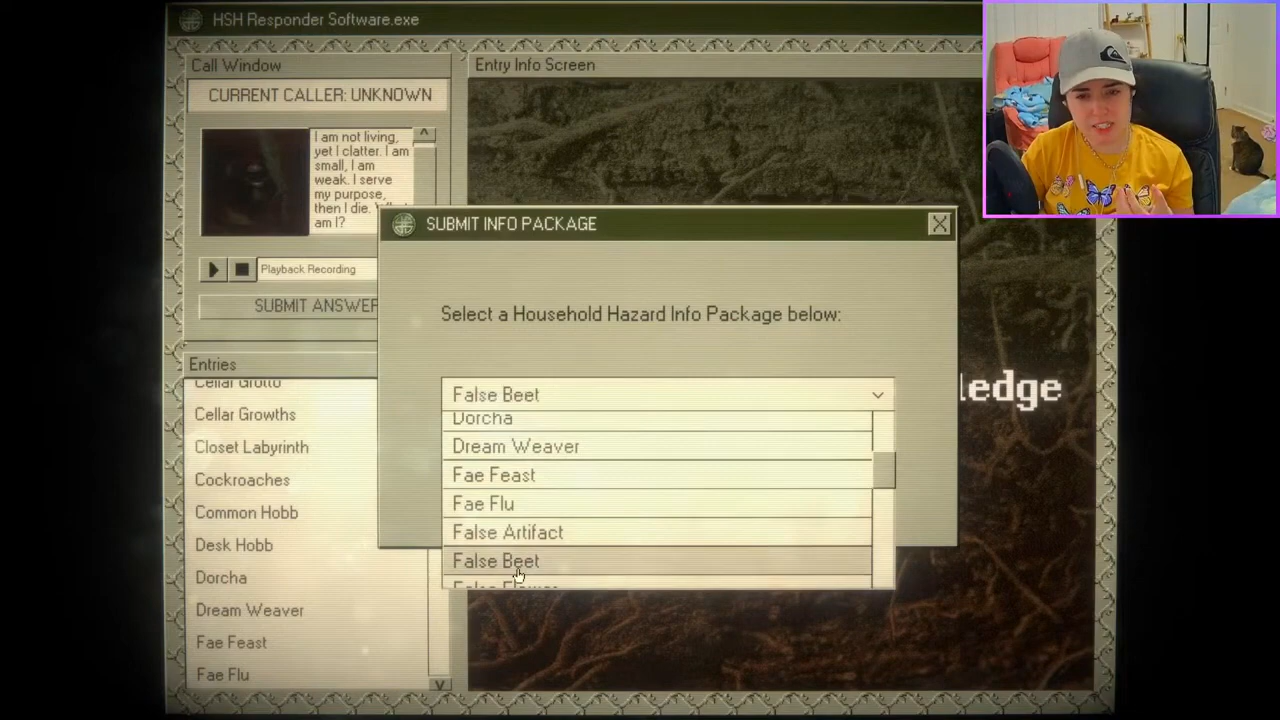 HSH Responder Software.exe
Call Window
CURRENT CALLER: UNKNOWN
I am not living,
yet I clatter. I am
small, I am
weak. I serve
my purpose,
then I die.
am I?
Playback Recording
SUBMIT ANSWER
Entries
Cellar Grotto
Cellar Growths
Closet Labyrinth
Cockroaches
Common Hobb
Desk Hobb
Dorcha
Dream Weaver
Fae Feast
Fae Flu
Entry Info Screen
ledge
SUBMIT INFO PACKAGE
Select a Household Hazard Info Package below:
False Beet
Dorcha
Dream Weaver
Fae Feast
Fae Flu
False Artifact
False Beet
False Flower